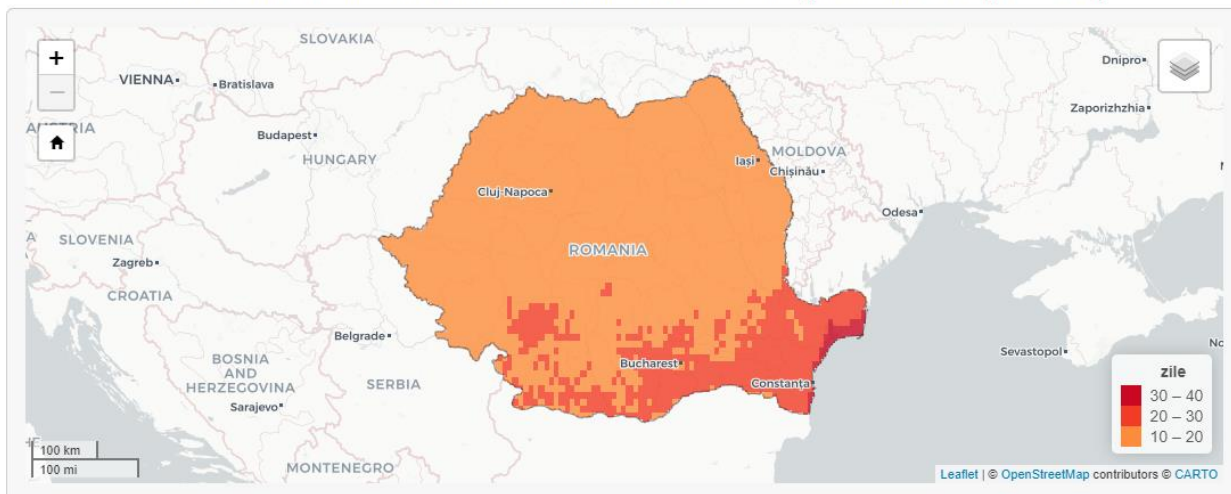 +
−
SLOVAKIA
VIENNA
Bratislava
Dnipro
Zaporizhzhia
Budapest
HUNGARY
Iași
MOLDOVA
Chișinău
Cluj-Napoca
Odesa
SLOVENIA
ROMANIA
Zagreb
CROATIA
Belgrade
BOSNIA
AND
HERZEGOVINA
SERBIA
Sarajevo
Bucharest
Constanța
Sevastopol
MONTENEGRO
zile
30 – 40
20 – 30
10 – 20
100 km
100 mi
Leaflet | © OpenStreetMap contributors © CARTO